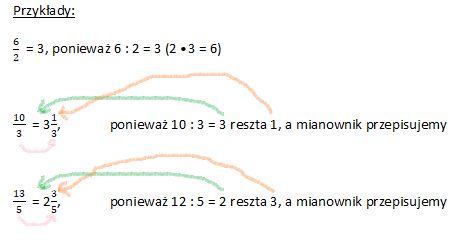 Przykłady:
6/2 = 3, ponieważ 6 : 2 = 3 (2 •3 = 6)
10/3 = 3 1/3, ponieważ 10 : 3 = 3 reszta 1, a mianownik przepisujemy
13/5 = 2 3/5, ponieważ 12 : 5 = 2 reszta 3, a mianownik przepisujemy